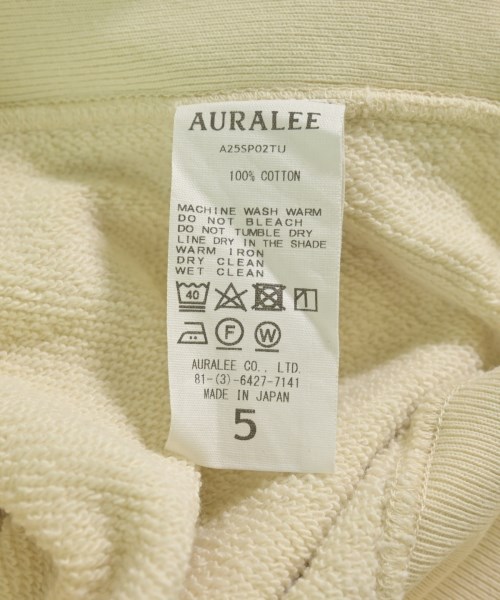 AURALEE
A25SP02TU
100% COTTON
MACHINE WASH WARM
DO NOT BLEACH
DO NOT TUMBLE DRY
LINE DRY IN THE SHADE
WARM IRON
DRY CLEAN
WET CLEAN
40
F W
AURALEE CO., LTD.
81-(3)-6427-7141
MADE IN JAPAN
5